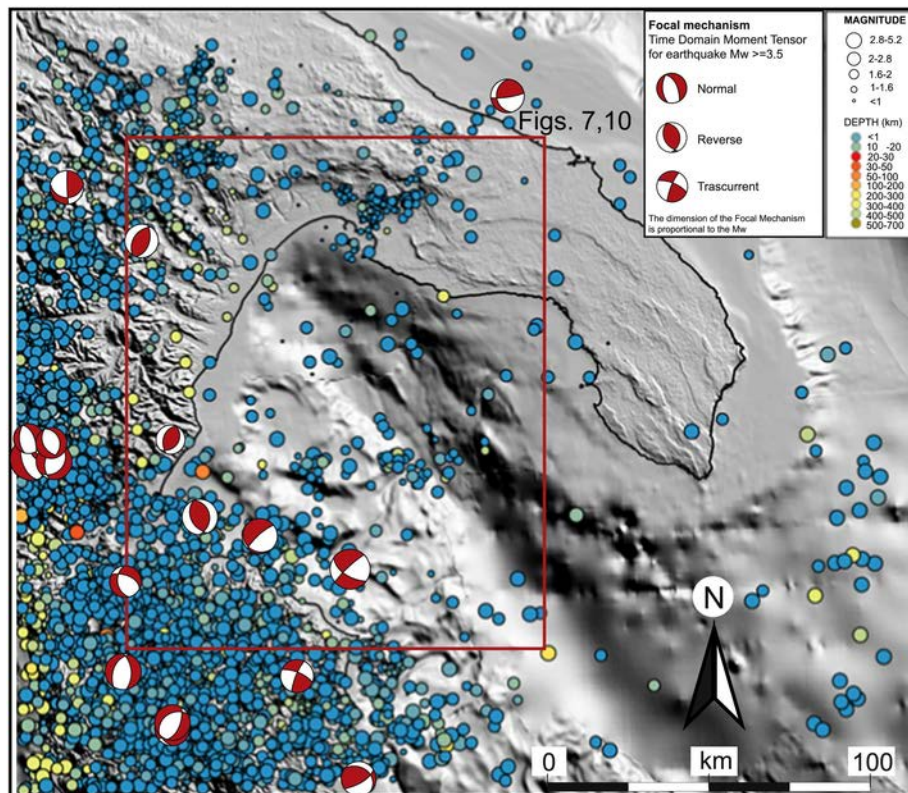 Focal mechanism
Time Domain Moment Tensor
for earthquake Mw >=3.5
Normal
Reverse
Trascurrent
The dimension of the Focal Mechanism
is proportional to the Mw
MAGNITUDE
2.8-5.2
2-2.8
1.6-2
1-1.6
<1
DEPTH (km)
<1
10 -20
20-30
30-50
50-100
100-200
200-300
300-400
400-500
500-700
Figs. 7,10
N
0 km 100